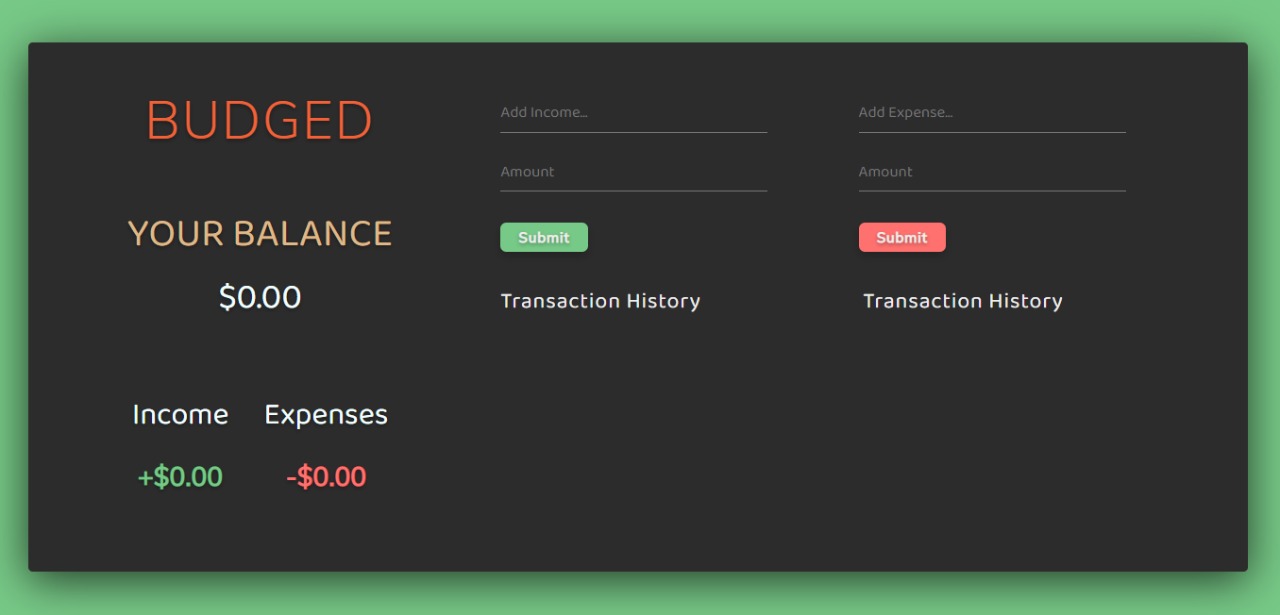 BUDGED
YOUR BALANCE
$0.00
Income Expenses
+$0.00 -$0.00
Add Income...
Amount
Submit
Transaction History
Add Expense...
Amount
Submit
Transaction History